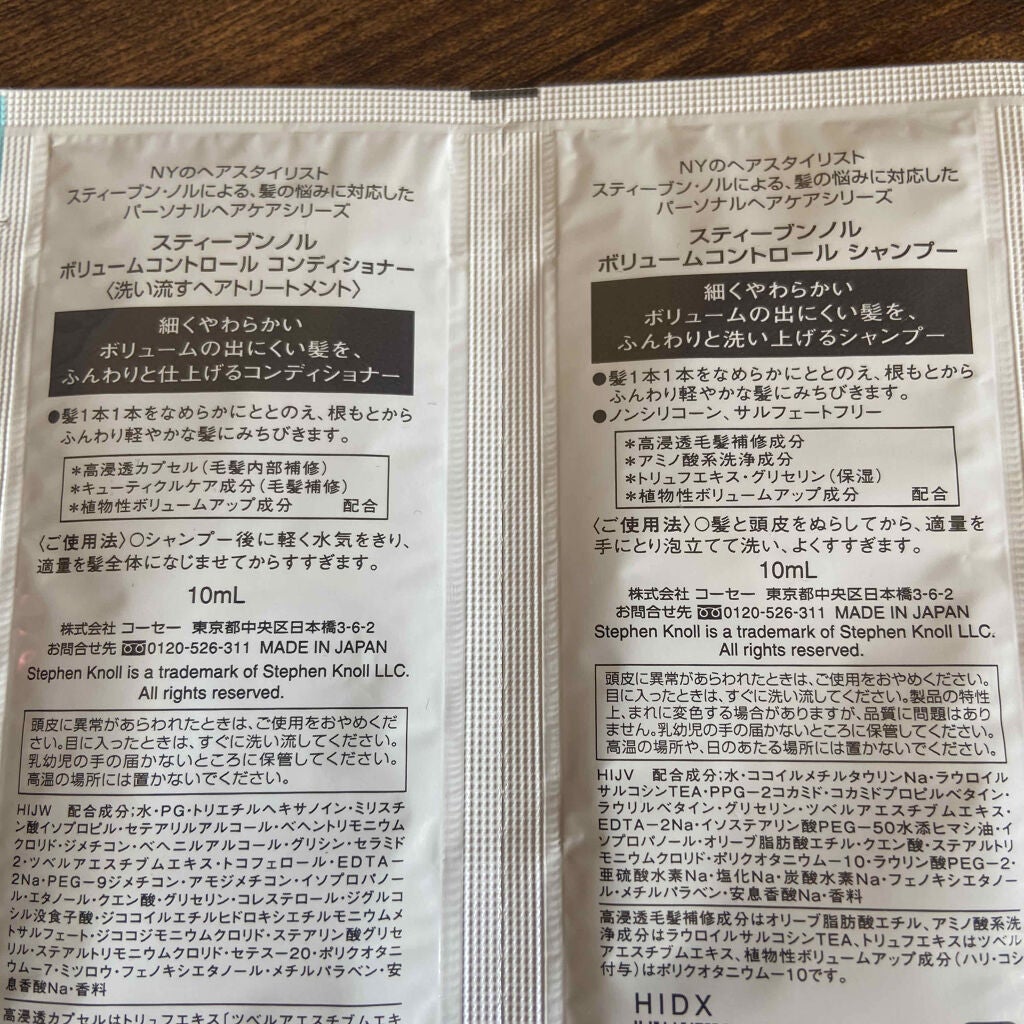 NYのヘアスタイリスト
スティーブン・ノルによる、髪の悩みに対応した
パーソナルヘアケアシリーズ
スティーブンノル
ボリュームコントロール コンディショナー
〈洗い流すヘアトリートメント〉
細くやわらかい
ボリュームの出にくい髪を、
ふんわりと仕上げるコンディショナー
●髪1本1本をなめらかにととのえ、根もとから
ふんわり軽やかな髪にみちびきます。
*高浸透カプセル(毛髪内部補修)
*キューティクルケア成分(毛髪補修)
*植物性ボリュームアップ成分 配合
〈ご使用法〉○シャンプー後に軽く水気をきり、
適量を髪全体になじませてからすすぎます。
10mL
株式会社 コーセー 東京都中央区日本橋3-6-2
お問合せ先 0120-526-311 MADE IN JAPAN
Stephen Knoll is a trademark of Stephen Knoll LLC.
All rights reserved.
頭皮に異常があらわれたときは、ご使用をおやめくだ
さい。目に入ったときは、すぐに洗い流してください。
乳幼児の手の届かないところに保管してください。
高温の場所には置かないでください。
HIJW 配合成分;水・PG・トリエチルヘキサノイン・ミリスチ
ン酸イソプロピル・セテアリルアルコール・ベヘントリモニウム
クロリド・ジメチコン・ベヘニルアルコール・グリシン・セラミド
2・ツベルアエスチブムエキス・トコフェロール・EDTA-
2Na・PEG-9ジメチコン・アモジメチコン・イソプロパノー
ル・エタノール・クエン酸・グリセリン・コレステロール・ジグルコ
シル没食子酸・ジココイルエチルヒドロキシエチルモニウムメ
トサルフェート・ジココジモニウムクロリド・ステアリン酸グリセ
リル・ステアルトリモニウムクロリド・セテス-20・ポリクオタニ
ウム-7・ミツロウ・フェノキシエタノール・メチルパラベン・安
息香酸Na・香料
高浸透カプセルはトリュフエキス「ツベルアエスチブムエキ
NYのヘアスタイリスト
スティーブン・ノルによる、髪の悩みに対応した
パーソナルヘアケアシリーズ
スティーブンノル
ボリュームコントロール シャンプー
細くやわらかい
ボリュームの出にくい髪を、
ふんわりと洗い上げるシャンプー
●髪1本1本をなめらかにととのえ、根もとから
ふんわり軽やかな髪にみちびきます。
●ノンシリコーン、サルフェートフリー
*高浸透毛髪補修成分
*アミノ酸系洗浄成分
*トリュフエキス・グリセリン(保湿)
*植物性ボリュームアップ成分 配合
〈ご使用法〉○髪と頭皮をぬらしてから、適量を
手にとり泡立てて洗い、よくすすぎます。
10mL
株式会社 コーセー 東京都中央区日本橋3-6-2
お問合せ先 0120-526-311 MADE IN JAPAN
Stephen Knoll is a trademark of Stephen Knoll LLC.
All rights reserved.
頭皮に異常があらわれたときは、ご使用をおやめください。
目に入ったときは、すぐに洗い流してください。製品の特性
上、まれに変色する場合がありますが、品質に問題はあり
ません。乳幼児の手の届かないところに保管してください。
高温の場所や、日のあたる場所には置かないでください。
HIJV 配合成分;水・ココイルメチルタウリンNa・ラウロイル
サルコシンTEA・PPG-2コカミド・コカミドプロピルベタイン・
ラウリルベタイン・グリセリン・ツベルアエスチブムエキス・
EDTA-2Na・イソステアリン酸PEG-50水添ヒマシ油・イ
ソプロパノール・オリーブ脂肪酸エチル・クエン酸・ステアルトリ
モニウムクロリド・ポリクオタニウム-10・ラウリン酸PEG-2・
亜硫酸水素Na・塩化Na・炭酸水素Na・フェノキシエタノー
ル・メチルパラベン・安息香酸Na・香料
高浸透毛髪補修成分はオリーブ脂肪酸エチル、アミノ酸系洗
浄成分はラウロイルサルコシンTEA、トリュフエキスはツベル
アエスチブムエキス、植物性ボリュームアップ成分(ハリ・コシ
付与)はポリクオタニウム-10です。
HIDX